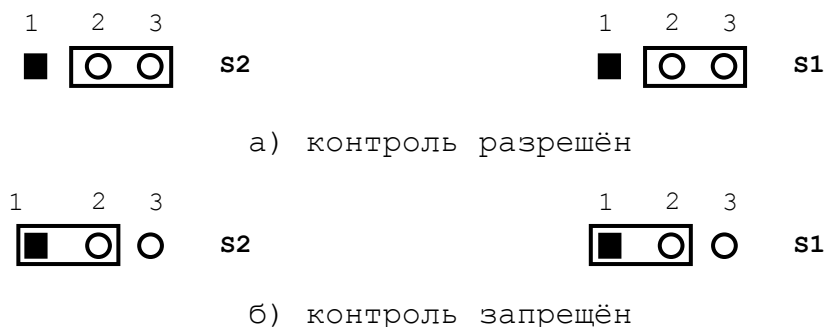 1 2 3 1 2 3
S2 S1
а) контроль разрешён
1 2 3 1 2 3
S2 S1
б) контроль запрещён